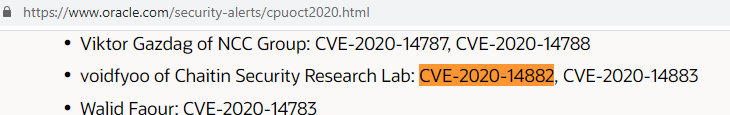 https://www.oracle.com/security-alerts/cpuoct2020.html
• Viktor Gazdag of NCC Group: CVE-2020-14787, CVE-2020-14788
• voidfyoo of Chaitin Security Research Lab: CVE-2020-14882, CVE-2020-14883
• Walid Faour: CVE-2020-14783